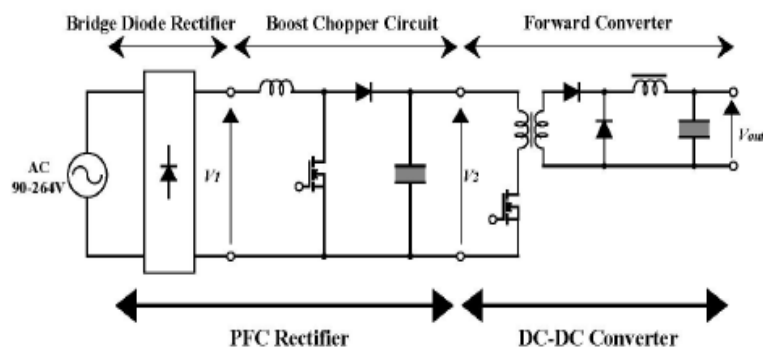 Bridge Diode Rectifier
Boost Chopper Circuit
Forward Converter
AC
90-264V
V1
V2
Vout
PFC Rectifier
DC-DC Converter